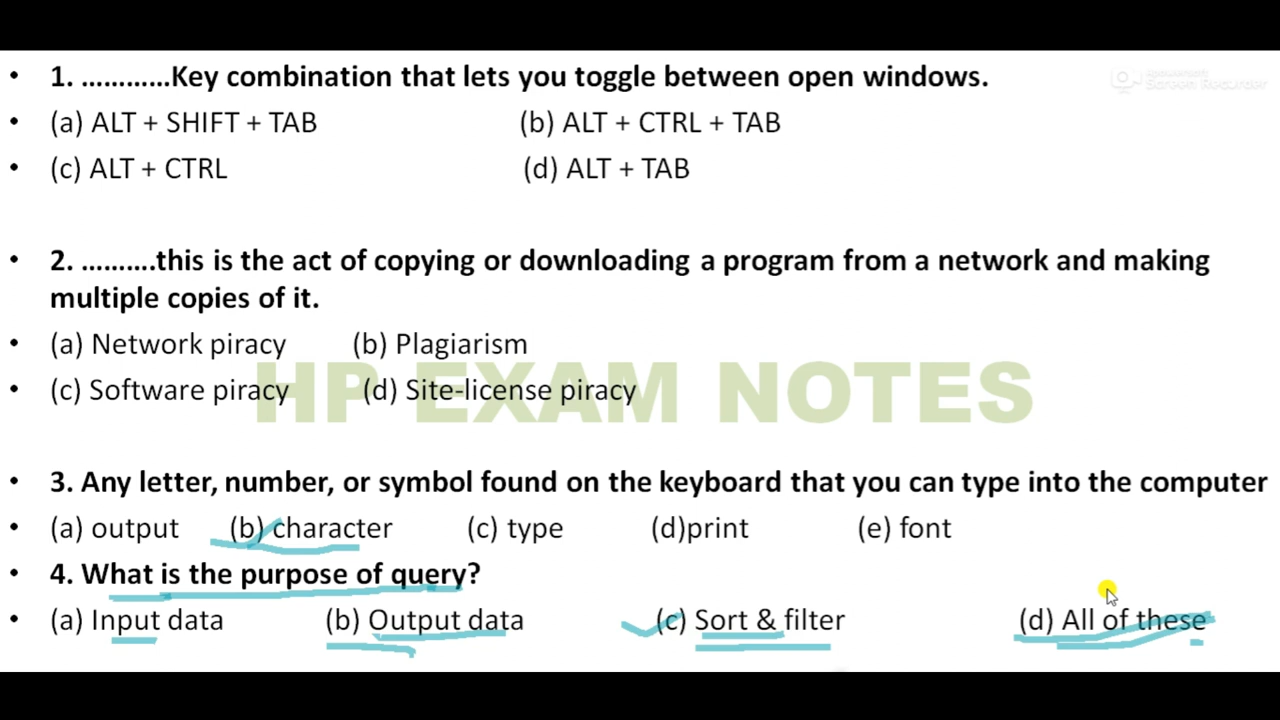 • 1. …………Key combination that lets you toggle between open windows.
Apowersoft
Screen Recorder
• (a) ALT + SHIFT + TAB (b) ALT + CTRL + TAB
• (c) ALT + CTRL (d) ALT + TAB
• 2. ……….this is the act of copying or downloading a program from a network and making
multiple copies of it.
• (a) Network piracy (b) Plagiarism
• (c) Software piracy (d) Site-license piracy
HP EXAM NOTES
• 3. Any letter, number, or symbol found on the keyboard that you can type into the computer
• (a) output (b) character (c) type (d)print (e) font
• 4. What is the purpose of query?
• (a) Input data (b) Output data (c) Sort & filter (d) All of these